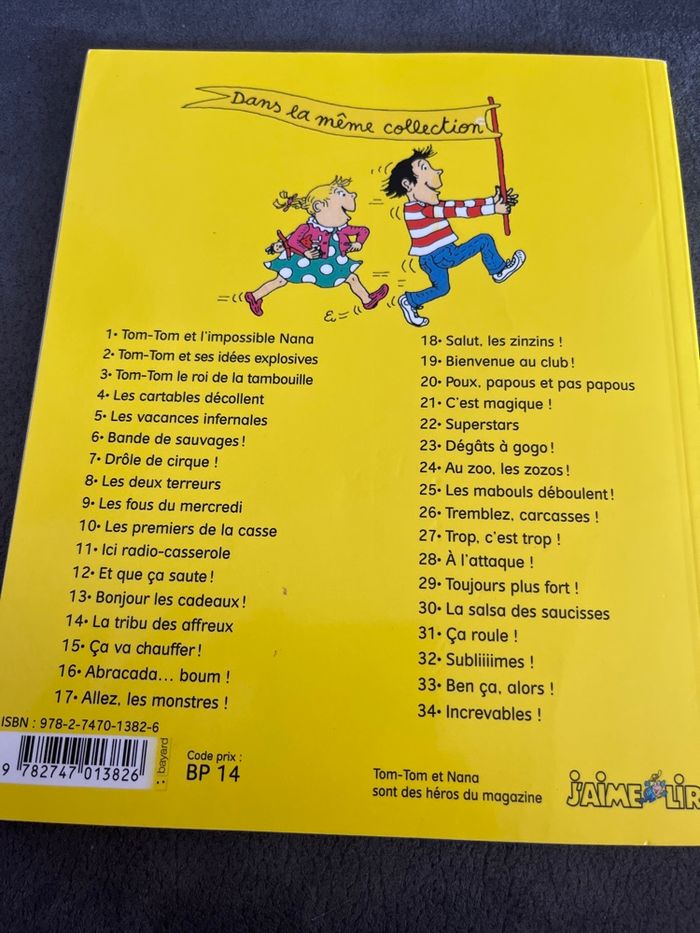 Dans la même collection
1• Tom-Tom et l'impossible Nana
2• Tom-Tom et ses idées explosives
3• Tom-Tom le roi de la tambouille
4• Les cartables décollent
5• Les vacances infernales
6• Bande de sauvages !
7• Drôle de cirque !
8• Les deux terreurs
9• Les fous du mercredi
10• Les premiers de la casse
11• Ici radio-casserole
12• Et que ça saute !
13• Bonjour les cadeaux !
14• La tribu des affreux
15• Ça va chauffer !
16• Abracada... boum !
17• Allez, les monstres !
18• Salut, les zinzins !
19• Bienvenue au club !
20• Poux, papous et pas papous
21• C'est magique !
22• Superstars
23• Dégâts à gogo !
24• Au zoo, les zozos !
25• Les mabouls déboulent !
26• Tremblez, carcasses !
27• Trop, c'est trop !
28• À l'attaque !
29• Toujours plus fort !
30• La salsa des saucisses
31• Ça roule !
32• Subliiiimes !
33• Ben ça, alors !
34• Increvables !
ISBN : 978-2-7470-1382-6
9 782747 013826
bayard
Code prix :
BP 14
Tom-Tom et Nana
sont des héros du magazine
J'AIME LIR